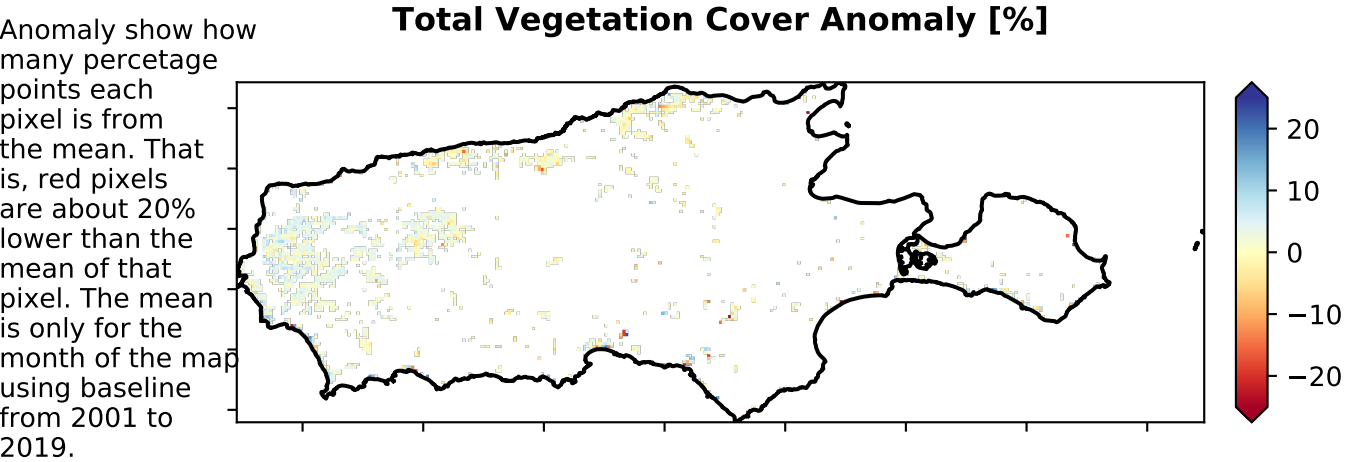 Total Vegetation Cover Anomaly [%]
Anomaly show how
many percetage
points each
pixel is from
the mean. That
is, red pixels
are about 20%
lower than the
mean of that
pixel. The mean
is only for the
month of the map
using baseline
from 2001 to
2019.
20
10
0
−10
−20